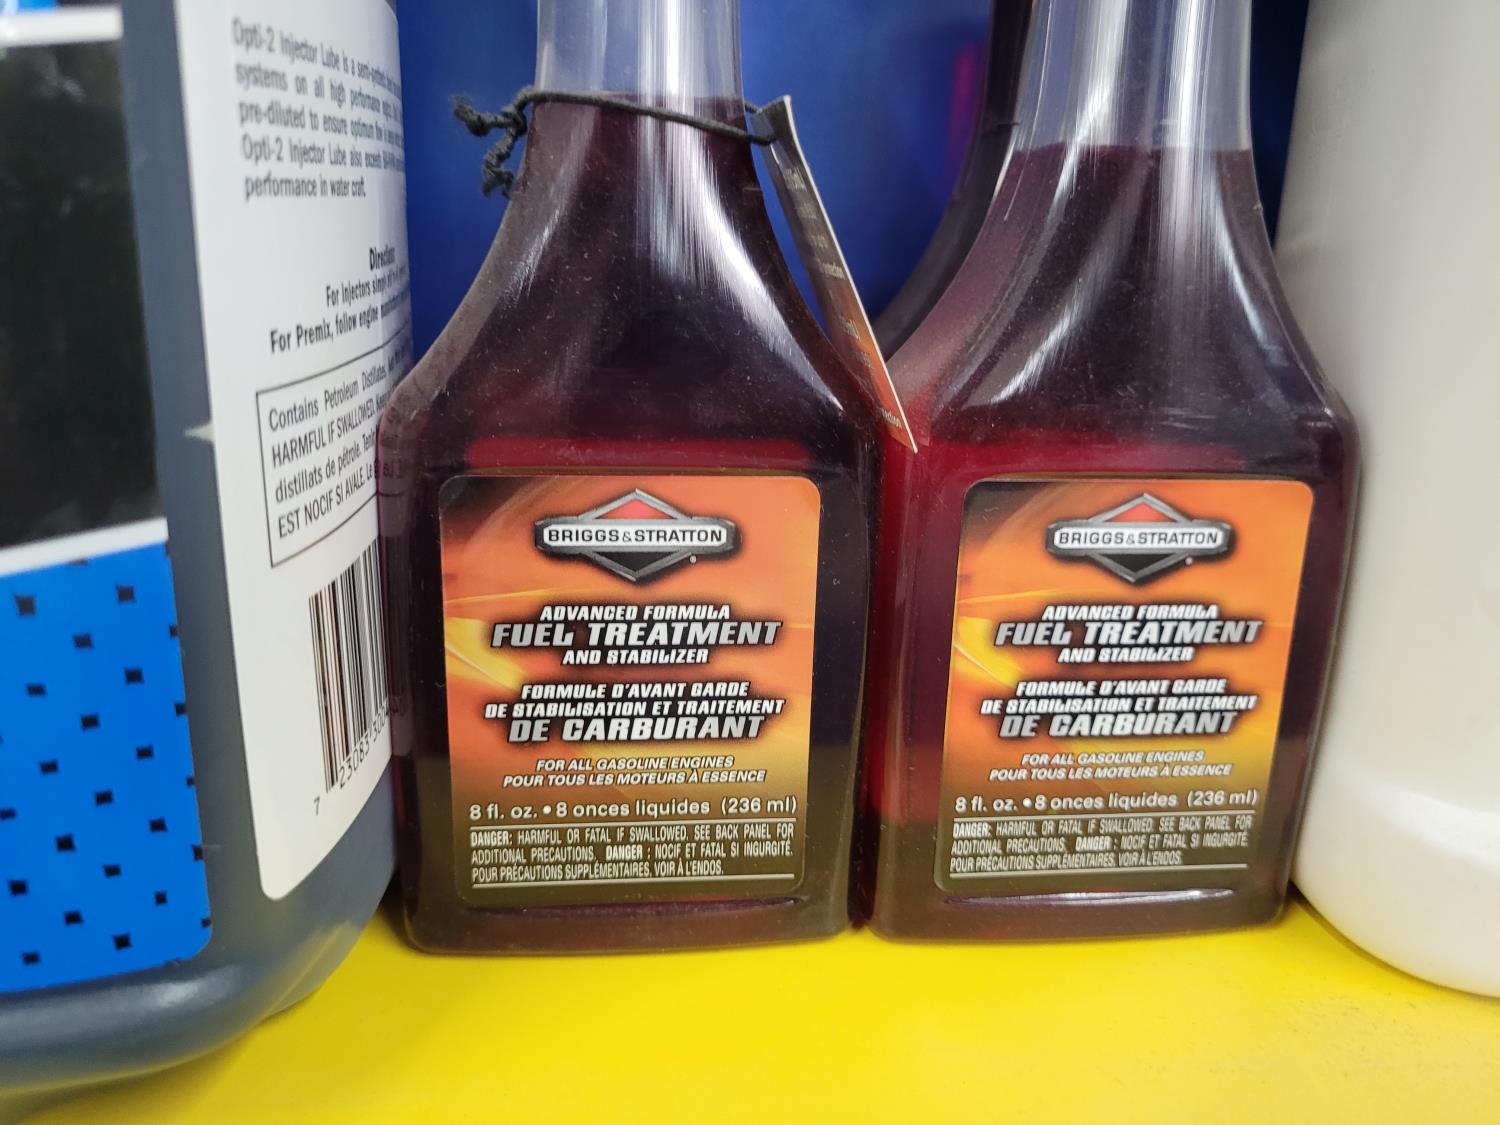 Opti-2 Injector Lube is a semi-synthetic
systems on all high performance
pre-diluted to ensure optimum flow
Opti-2 Injector Lube also exceeds
performance in water craft.
Directions
For Injectors simply
For Premix, follow engine
Contains Petroleum Distillates.
HARMFUL IF SWALLOWED.
distillats de pétrole.
EST NOCIF SI AVALÉ.
7
BRIGGS&STRATTON
®
ADVANCED FORMULA
FUEL TREATMENT
AND STABILIZER
FORMULE D'AVANT GARDE
DE STABILISATION ET TRAITEMENT
DE CARBURANT
FOR ALL GASOLINE ENGINES
POUR TOUS LES MOTEURS À ESSENCE
8 fl. oz. • 8 onces liquides (236 ml)
DANGER: HARMFUL OR FATAL IF SWALLOWED. SEE BACK PANEL FOR
ADDITIONAL PRECAUTIONS. DANGER : NOCIF ET FATAL SI INGURGITÉ.
POUR PRÉCAUTIONS SUPPLÉMENTAIRES, VOIR À L'ENDOS.
BRIGGS&STRATTON
®
ADVANCED FORMULA
FUEL TREATMENT
AND STABILIZER
FORMULE D'AVANT GARDE
DE STABILISATION ET TRAITEMENT
DE CARBURANT
FOR ALL GASOLINE ENGINES
POUR TOUS LES MOTEURS À ESSENCE
8 fl. oz. • 8 onces liquides (236 ml)
DANGER: HARMFUL OR FATAL IF SWALLOWED. SEE BACK PANEL FOR
ADDITIONAL PRECAUTIONS. DANGER : NOCIF ET FATAL SI INGURGITÉ.
POUR PRÉCAUTIONS SUPPLÉMENTAIRES, VOIR À L'ENDOS.